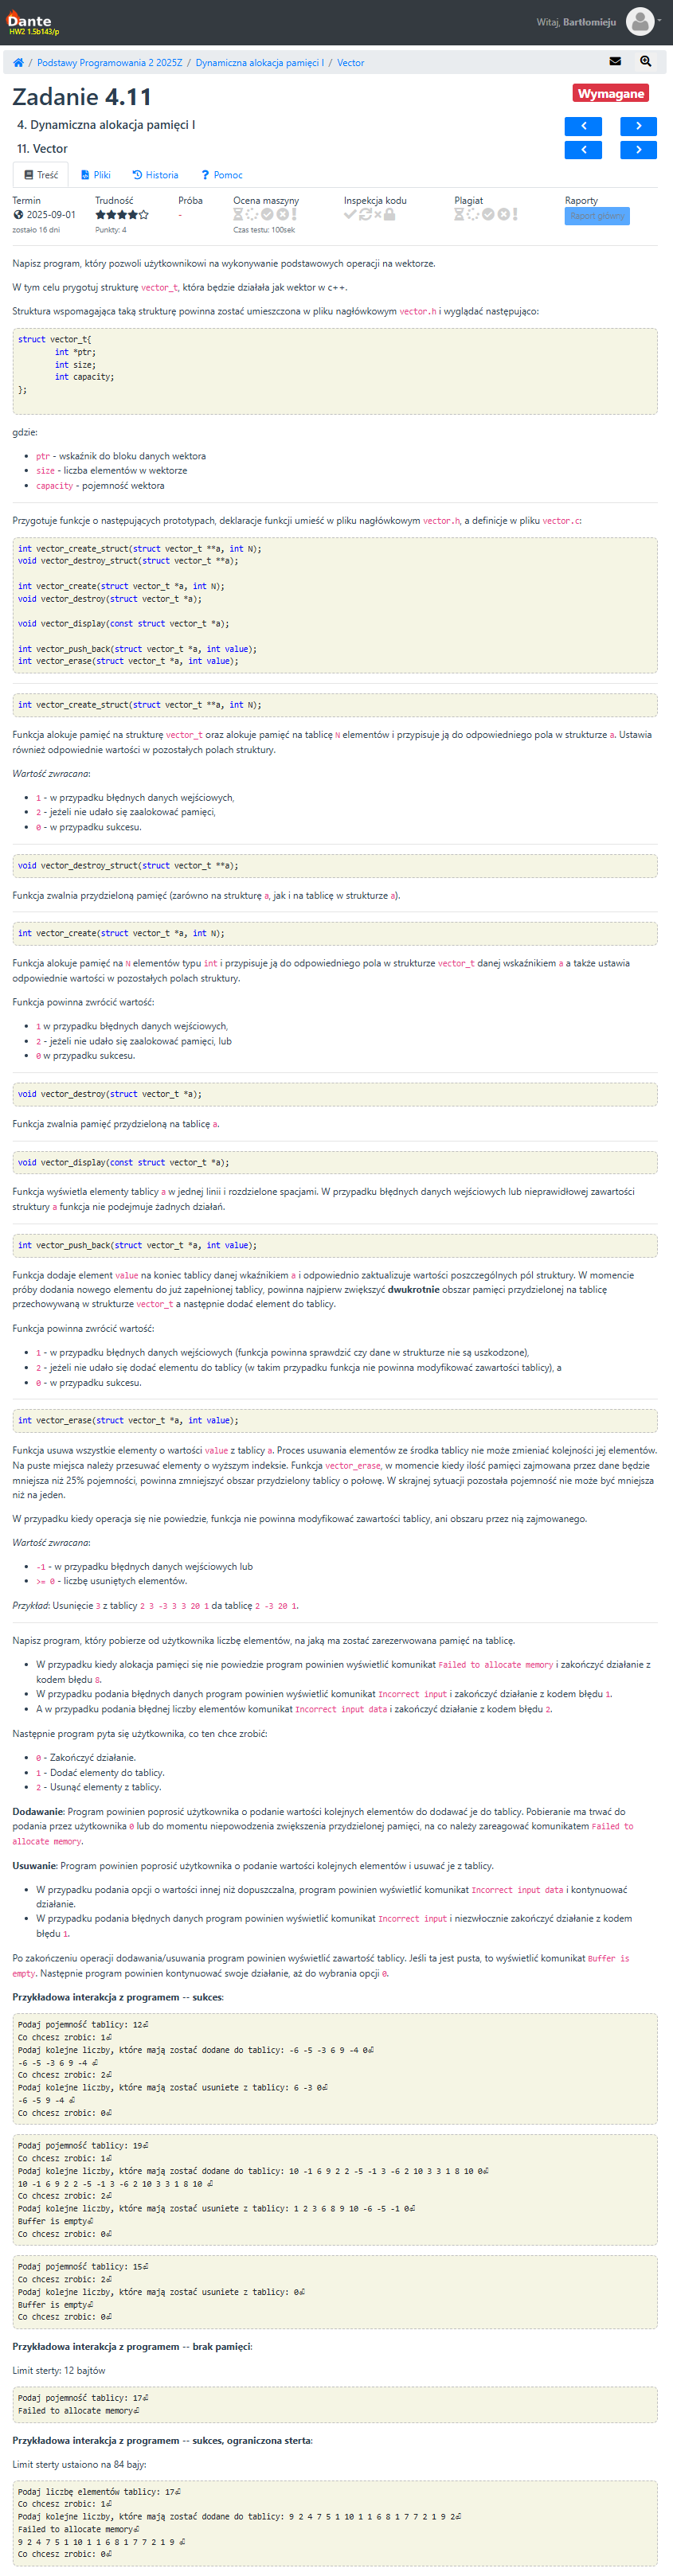 Dante
HWZ 1.5b143/p
Witaj, Bartłomieju
/ Podstawy Programowania 2 2025Z / Dynamiczna alokacja pamięci I / Vector
Zadanie 4.11
Wymagane
4. Dynamiczna alokacja pamięci I
11. Vector
Treść Pliki Historia Pomoc
Termin Trudność Próba Ocena maszyny Inspekcja kodu Plagiat Raporty
2025-09-01 - Raport główny
zostało 16 dni Punkty: 4 Czas testu: 100sek
Napisz program, który pozwoli użytkownikowi na wykonywanie podstawowych operacji na wektorze.
W tym celu prygotuj strukturę vector_t, która będzie działała jak wektor w c++.
Struktura wspomagająca taką strukturę powinna zostać umieszczona w pliku nagłówkowym vector.h i wyglądać następująco:
struct vector_t{
int *ptr;
int size;
int capacity;
};
gdzie:
• ptr - wskaźnik do bloku danych wektora
• size - liczba elementów w wektorze
• capacity - pojemność wektora
Przygotuje funkcje o następujących prototypach, deklaracje funkcji umieść w pliku nagłówkowym vector.h, a definicje w pliku vector.c:
int vector_create_struct(struct vector_t **a, int N);
void vector_destroy_struct(struct vector_t **a);
int vector_create(struct vector_t *a, int N);
void vector_destroy(struct vector_t *a);
void vector_display(const struct vector_t *a);
int vector_push_back(struct vector_t *a, int value);
int vector_erase(struct vector_t *a, int value);
int vector_create_struct(struct vector_t **a, int N);
Funkcja alokuje pamięć na strukturę vector_t oraz alokuje pamięć na tablicę N elementów i przypisuje ją do odpowiedniego pola w strukturze a. Ustawia
również odpowiednie wartości w pozostałych polach struktury.
Wartość zwracana:
• 1 - w przypadku błędnych danych wejściowych,
• 2 - jeżeli nie udało się zaalokować pamięci,
• 0 - w przypadku sukcesu.
void vector_destroy_struct(struct vector_t **a);
Funkcja zwalnia przydzieloną pamięć (zarówno na strukturę a, jak i na tablicę w strukturze a).
int vector_create(struct vector_t *a, int N);
Funkcja alokuje pamięć na N elementów typu int i przypisuje ją do odpowiedniego pola w strukturze vector_t danej wskaźnikiem a a także ustawia
odpowiednie wartości w pozostałych polach struktury.
Funkcja powinna zwrócić wartość:
• 1 w przypadku błędnych danych wejściowych,
• 2 - jeżeli nie udało się zaalokować pamięci, lub
• 0 w przypadku sukcesu.
void vector_destroy(struct vector_t *a);
Funkcja zwalnia pamięć przydzieloną na tablicę a.
void vector_display(const struct vector_t *a);
Funkcja wyświetla elementy tablicy a w jednej linii i rozdzielone spacjami. W przypadku błędnych danych wejściowych lub nieprawidłowej zawartości
struktury a funkcja nie podejmuje żadnych działań.
int vector_push_back(struct vector_t *a, int value);
Funkcja dodaje element value na koniec tablicy danej wkaźnikiem a i odpowiednio zaktualizuje wartości poszczególnych pól struktury. W momencie
próby dodania nowego elementu do już zapełnionej tablicy, powinna najpierw zwiększyć dwukrotnie obszar pamięci przydzielonej na tablicę
przechowywaną w strukturze vector_t a następnie dodać element do tablicy.
Funkcja powinna zwrócić wartość:
• 1 - w przypadku błędnych danych wejściowych (funkcja powinna sprawdzić czy dane w strukturze nie są uszkodzone),
• 2 - jeżeli nie udało się dodać elementu do tablicy (w takim przypadku funkcja nie powinna modyfikować zawartości tablicy), a
• 0 - w przypadku sukcesu.
int vector_erase(struct vector_t *a, int value);
Funkcja usuwa wszystkie elementy o wartości value z tablicy a. Proces usuwania elementów ze środka tablicy nie może zmieniać kolejności jej elementów.
Na puste miejsca należy przesuwać elementy o wyższym indeksie. Funkcja vector_erase, w momencie kiedy ilość pamięci zajmowana przez dane będzie
mniejsza niż 25% pojemności, powinna zmniejszyć obszar przydzielony tablicy o połowę. W skrajnej sytuacji pozostała pojemność nie może być mniejsza
niż na jeden.
W przypadku kiedy operacja się nie powiedzie, funkcja nie powinna modyfikować zawartości tablicy, ani obszaru przez nią zajmowanego.
Wartość zwracana:
• -1 - w przypadku błędnych danych wejściowych lub
• >= 0 - liczbę usuniętych elementów.
Przykład: Usunięcie 3 z tablicy 2 3 -3 3 3 20 1 da tablicę 2 -3 20 1.
Napisz program, który pobierze od użytkownika liczbę elementów, na jaką ma zostać zarezerwowana pamięć na tablicę.
• W przypadku kiedy alokacja pamięci się nie powiedzie program powinien wyświetlić komunikat Failed to allocate memory i zakończyć działanie z
kodem błędu 8.
• W przypadku podania błędnych danych program powinien wyświetlić komunikat Incorrect input i zakończyć działanie z kodem błędu 1.
• A w przypadku podania błędnej liczby elementów komunikat Incorrect input data i zakończyć działanie z kodem błędu 2.
Następnie program pyta się użytkownika, co ten chce zrobić:
• 0 - Zakończyć działanie.
• 1 - Dodać elementy do tablicy.
• 2 - Usunąć elementy z tablicy.
Dodawanie: Program powinien poprosić użytkownika o podanie wartości kolejnych elementów do dodawać je do tablicy. Pobieranie ma trwać do
podania przez użytkownika 0 lub do momentu niepowodzenia zwiększenia przydzielonej pamięci, na co należy zareagować komunikatem Failed to
allocate memory.
Usuwanie: Program powinien poprosić użytkownika o podanie wartości kolejnych elementów i usuwać je z tablicy.
• W przypadku podania opcji o wartości innej niż dopuszczalna, program powinien wyświetlić komunikat Incorrect input data i kontynuować
działanie.
• W przypadku podania błędnych danych program powinien wyświetlić komunikat Incorrect input i niezwłocznie zakończyć działanie z kodem
błędu 1.
Po zakończeniu operacji dodawania/usuwania program powinien wyświetlić zawartość tablicy. Jeśli ta jest pusta, to wyświetlić komunikat Buffer is
empty. Następnie program powinien kontynuować swoje działanie, aż do wybrania opcji 0.
Przykładowa interakcja z programem -- sukces:
Podaj pojemność tablicy: 12⏎
Co chcesz zrobic: 1⏎
Podaj kolejne liczby, które mają zostać dodane do tablicy: -6 -5 -3 6 9 -4 0⏎
-6 -5 -3 6 9 -4 ⏎
Co chcesz zrobic: 2⏎
Podaj kolejne liczby, które mają zostać usuniete z tablicy: 6 -3 0⏎
-6 -5 9 -4 ⏎
Co chcesz zrobic: 0⏎
Podaj pojemność tablicy: 19⏎
Co chcesz zrobic: 1⏎
Podaj kolejne liczby, które mają zostać dodane do tablicy: 10 -1 6 9 2 2 -5 -1 3 -6 2 10 3 3 1 8 10 0⏎
10 -1 6 9 2 2 -5 -1 3 -6 2 10 3 3 1 8 10 ⏎
Co chcesz zrobic: 2⏎
Podaj kolejne liczby, które mają zostać usuniete z tablicy: 1 2 3 6 8 9 10 -6 -5 -1 0⏎
Buffer is empty⏎
Co chcesz zrobic: 0⏎
Podaj pojemność tablicy: 15⏎
Co chcesz zrobic: 2⏎
Podaj kolejne liczby, które mają zostać usuniete z tablicy: 0⏎
Buffer is empty⏎
Co chcesz zrobic: 0⏎
Przykładowa interakcja z programem -- brak pamięci:
Limit sterty: 12 bajtów
Podaj pojemność tablicy: 17⏎
Failed to allocate memory⏎
Przykładowa interakcja z programem -- sukces, ograniczona sterta:
Limit sterty ustaiono na 84 bajy:
Podaj liczbę elementów tablicy: 17⏎
Co chcesz zrobic: 1⏎
Podaj kolejne liczby, które mają zostać dodane do tablicy: 9 2 4 7 5 1 10 1 1 6 8 1 7 7 2 1 9 2⏎
Failed to allocate memory⏎
9 2 4 7 5 1 10 1 1 6 8 1 7 7 2 1 9 ⏎
Co chcesz zrobic: 0⏎